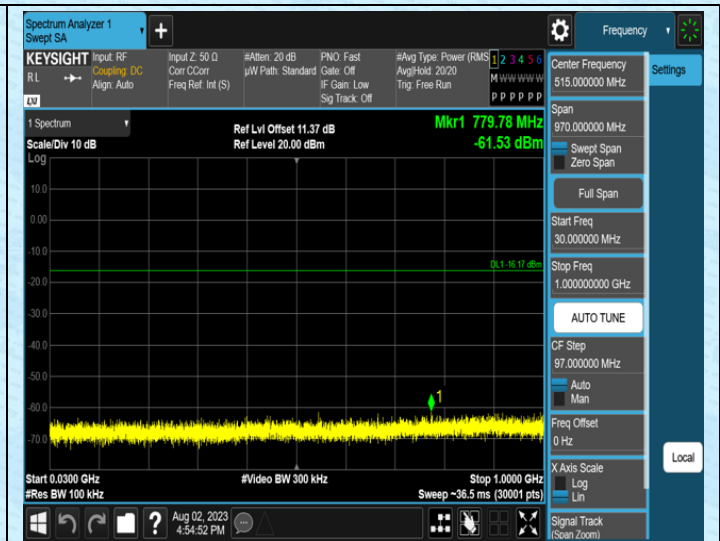 Spectrum Analyzer 1
Swept SA
+
Frequency
KEYSIGHT
RL
LXI
Input: RF
Coupling: DC
Align: Auto
Input Z: 50 Ω
Corr CCorr
Freq Ref: Int (S)
#Atten: 20 dB
µW Path: Standard
PNO: Fast
Gate: Off
IF Gain: Low
Sig Track: Off
#Avg Type: Power (RMS
Avg|Hold: 20/20
Trig: Free Run
1 2 3 4 5 6
M W W W W W
P P P P P P
1 Spectrum
Scale/Div 10 dB
Log
Ref Lvl Offset 11.37 dB
Ref Level 20.00 dBm
Mkr1 779.78 MHz
-61.53 dBm
10.0
0.00
-10.0
DL1 -16.17 dBm
-20.0
-30.0
-40.0
-50.0
1
-60.0
-70.0
Start 0.0300 GHz
#Res BW 100 kHz
#Video BW 300 kHz
Stop 1.0000 GHz
Sweep ~36.5 ms (30001 pts)
Center Frequency
515.000000 MHz
Span
970.000000 MHz
Swept Span
Zero Span
Full Span
Start Freq
30.000000 MHz
Stop Freq
1.000000000 GHz
AUTO TUNE
CF Step
97.000000 MHz
Auto
Man
Freq Offset
0 Hz
X Axis Scale
Log
Lin
Signal Track
(Span Zoom)
Settings
Local
?
Aug 02, 2023
4:54:52 PM